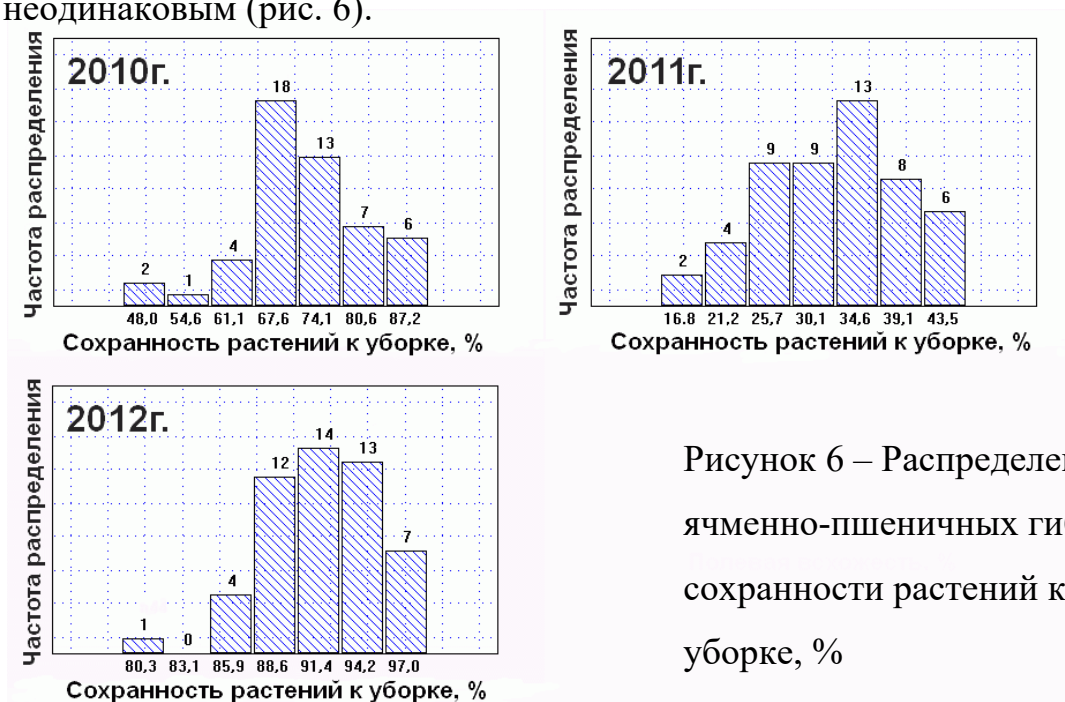 неодинаковым (рис. 6).
2010г.
Частота распределения
2 1 4 18 13 7 6
48,0 54,6 61,1 67,6 74,1 80,6 87,2
Сохранность растений к уборке, %
2011г.
Частота распределения
2 4 9 9 13 8 6
16.8 21,2 25,7 30,1 34,6 39,1 43,5
Сохранность растений к уборке, %
2012г.
Частота распределения
1 0 4 12 14 13 7
80,3 83,1 85,9 88,6 91,4 94,2 97,0
Сохранность растений к уборке, %
Рисунок 6 –
ячменно-пшеничных
сохранности растений к
уборке, %